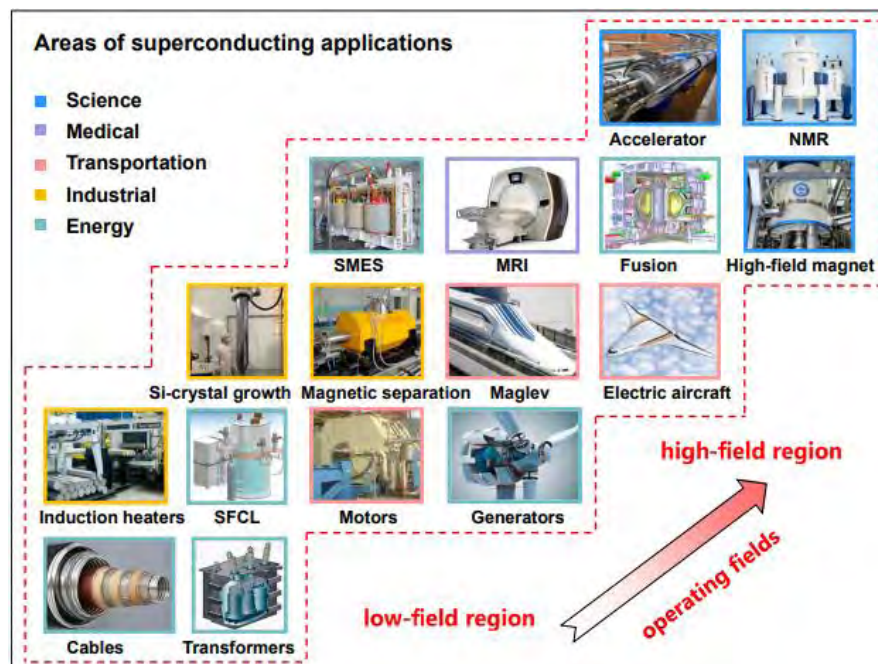 Areas of superconducting applications
Science
Medical
Transportation
Industrial
Energy
Accelerator
NMR
SMES
MRI
Fusion
High-field magnet
Si-crystal growth
Magnetic separation
Maglev
Electric aircraft
Induction heaters
SFCL
Motors
Generators
Cables
Transformers
high-field region
low-field region
operating fields